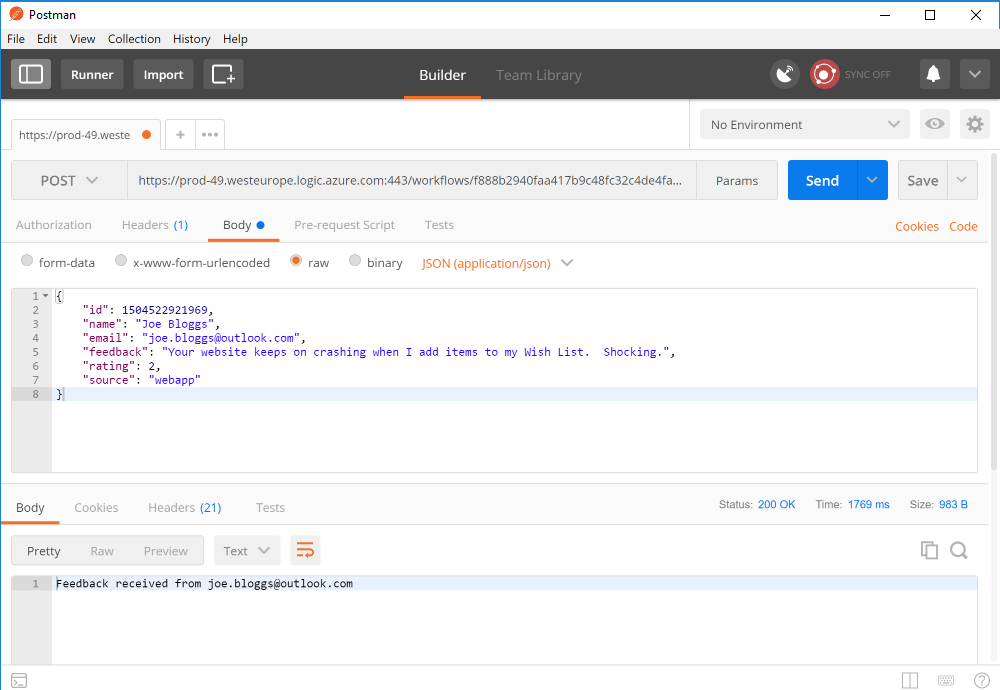 Postman
File Edit View Collection History Help
Runner Import Builder Team Library SYNC OFF
https://prod-49.weste + ••• No Environment
POST https://prod-49.westeurope.logic.azure.com:443/workflows/f888b2940faa417b9c48fc32c4de4fa... Params Send Save
Authorization Headers (1) Body Pre-request Script Tests Cookies Code
form-data x-www-form-urlencoded raw binary JSON (application/json)
1 {
2 "id": 1504522921969,
3 "name": "Joe Bloggs",
4 "email": "joe.bloggs@outlook.com",
5 "feedback": "Your website keeps on crashing when I add items to my Wish List.  Shocking.",
6 "rating": 2,
7 "source": "webapp"
8 }
Body Cookies Headers (21) Tests Status: 200 OK Time: 1769 ms Size: 983 B
Pretty Raw Preview Text
1 Feedback received from joe.bloggs@outlook.com